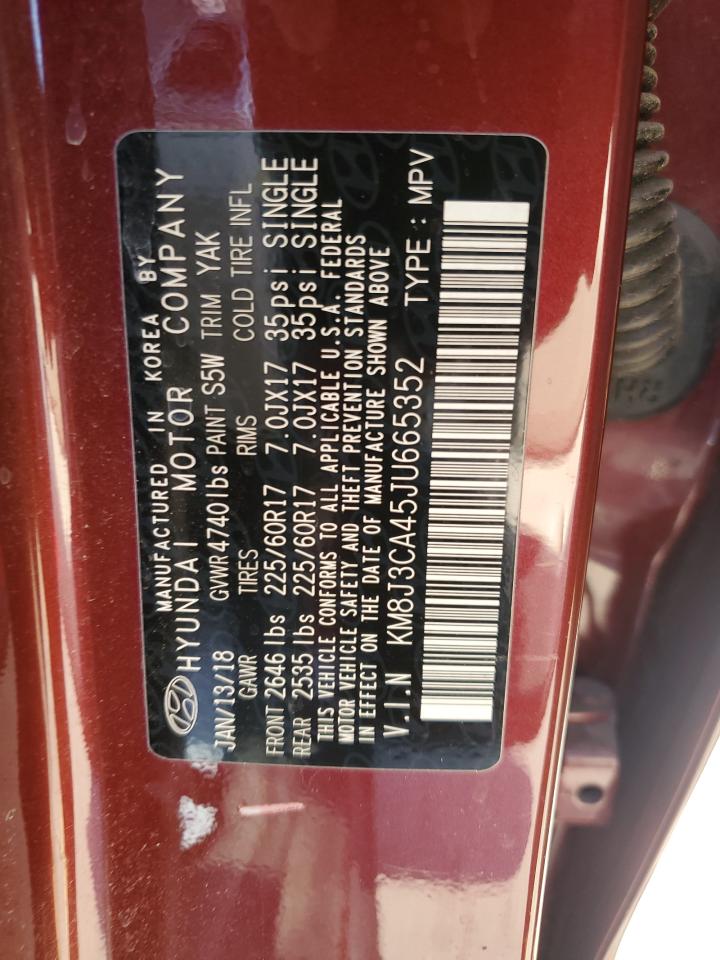 MANUFACTURED IN KOREA BY
HYUNDAI MOTOR COMPANY
JAN/13/18 GVWR 4740lbs PAINT S5W TRIM YAK
GAWR TIRES RIMS COLD TIRE INFL
FRONT 2646 lbs 225/60R17 7.0JX17 35psi SINGLE
REAR 2535 lbs 225/60R17 7.0JX17 35psi SINGLE
THIS VEHICLE CONFORMS TO ALL APPLICABLE U.S.A. FEDERAL
MOTOR VEHICLE SAFETY AND THEFT PREVENTION STANDARDS
IN EFFECT ON THE DATE OF MANUFACTURE SHOWN ABOVE
V.I.N KM8J3CA45JU665352 TYPE : MPV